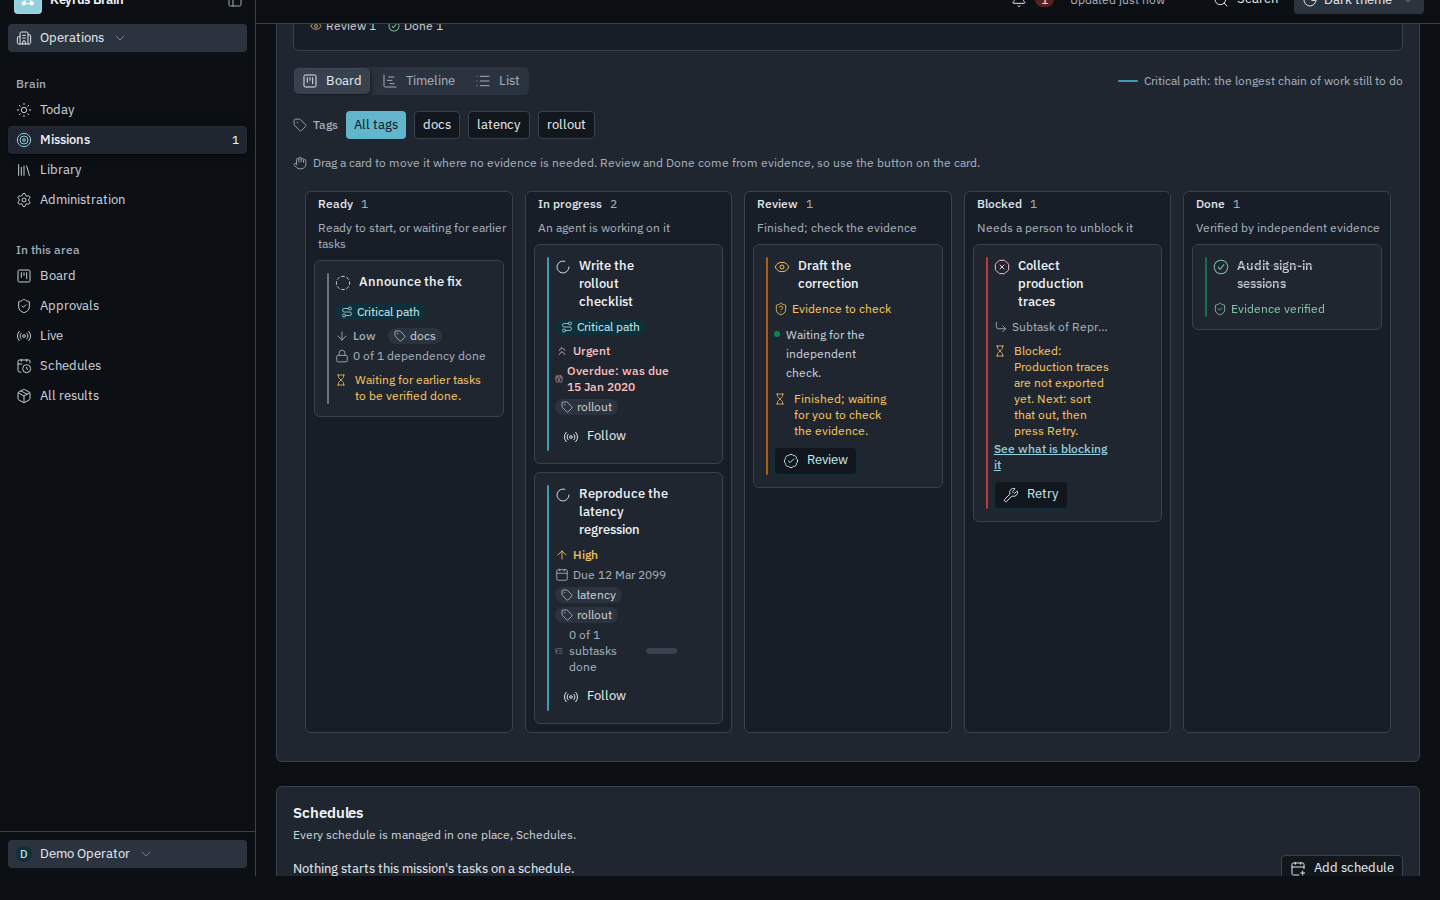 Keyrus Brain
1
Updated just now
Search
Dark theme
Operations
Brain
Today
Missions 1
Library
Administration
In this area
Board
Approvals
Live
Schedules
All results
Demo Operator
D
Review 1 Done 1
Board Timeline List
Critical path: the longest chain of work still to do
Tags All tags docs latency rollout
Drag a card to move it where no evidence is needed. Review and Done come from evidence, so use the button on the card.
Ready 1
Ready to start, or waiting for earlier
tasks
Announce the fix
Critical path
Low docs
0 of 1 dependency done
Waiting for earlier tasks
to be verified done.
In progress 2
An agent is working on it
Write the
rollout
checklist
Critical path
Urgent
Overdue: was due
15 Jan 2020
rollout
Follow
Reproduce the
latency
regression
High
Due 12 Mar 2099
latency
rollout
0 of 1
subtasks
done
Follow
Review 1
Finished; check the evidence
Draft the
correction
Evidence to check
Waiting for the
independent
check.
Finished; waiting
for you to check
the evidence.
Review
Blocked 1
Needs a person to unblock it
Collect
production
traces
Subtask of Repr...
Blocked:
Production traces
are not exported
yet. Next: sort
that out, then
press Retry.
See what is blocking
it
Retry
Done 1
Verified by independent evidence
Audit sign-in
sessions
Evidence verified
Schedules
Every schedule is managed in one place, Schedules.
Nothing starts this mission's tasks on a schedule.
Add schedule